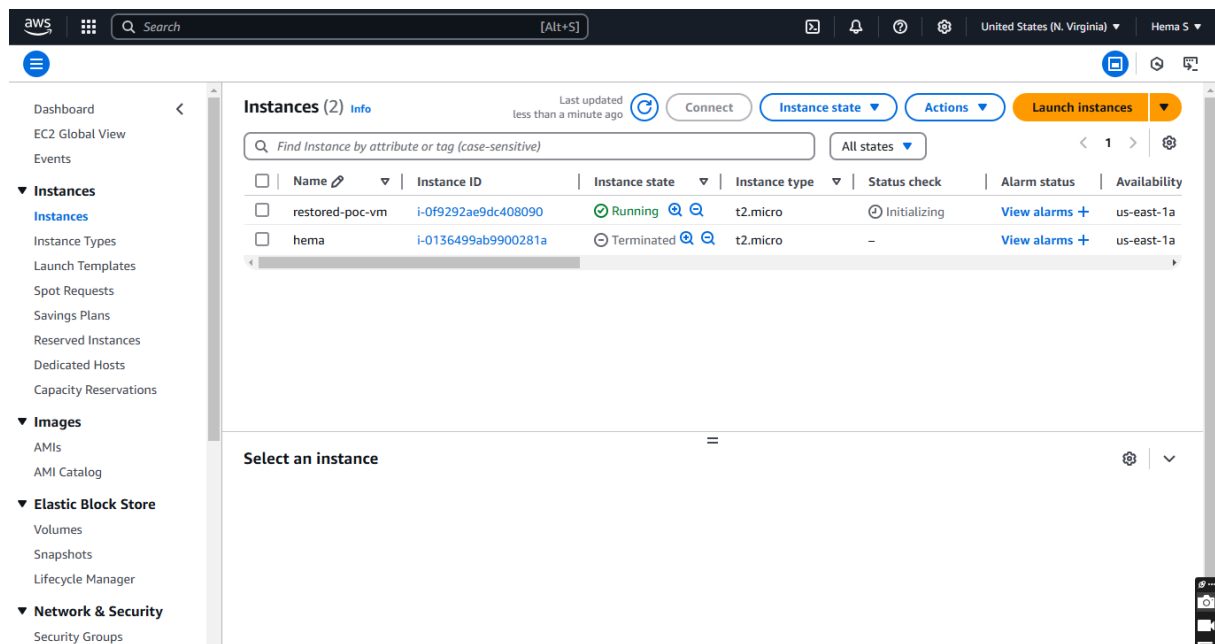 aws
Search [Alt+S]
United States (N. Virginia)
Hema S
Dashboard
EC2 Global View
Events
Instances
Instances
Instance Types
Launch Templates
Spot Requests
Savings Plans
Reserved Instances
Dedicated Hosts
Capacity Reservations
Images
AMIs
AMI Catalog
Elastic Block Store
Volumes
Snapshots
Lifecycle Manager
Network & Security
Security Groups
Instances (2) Info
Last updated
less than a minute ago
Connect
Instance state
Actions
Launch instances
Find Instance by attribute or tag (case-sensitive)
All states
1
Name Instance ID Instance state Instance type Status check Alarm status Availability
restored-poc-vm i-0f9292ae9dc408090 Running t2.micro Initializing View alarms + us-east-1a
hema i-0136499ab9900281a Terminated t2.micro – View alarms + us-east-1a
Select an instance